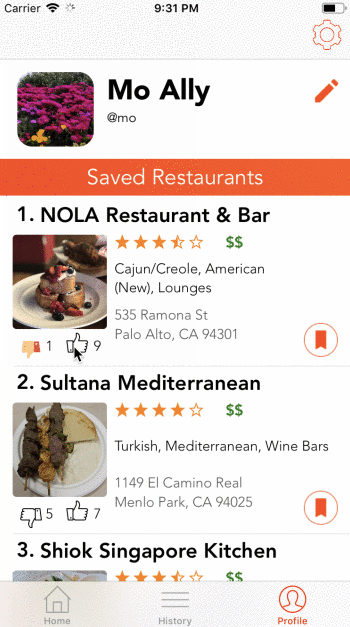 Carrier 9:31 PM
Mo Ally
@mo
Saved Restaurants
1. NOLA Restaurant & Bar
$$
Cajun/Creole, American
(New), Lounges
535 Ramona St
Palo Alto, CA 94301
1 9
2. Sultana Mediterranean
$$
Turkish, Mediterranean, Wine Bars
1149 El Camino Real
Menlo Park, CA 94025
5 7
3. Shiok Singapore Kitchen
$$
Home History Profile